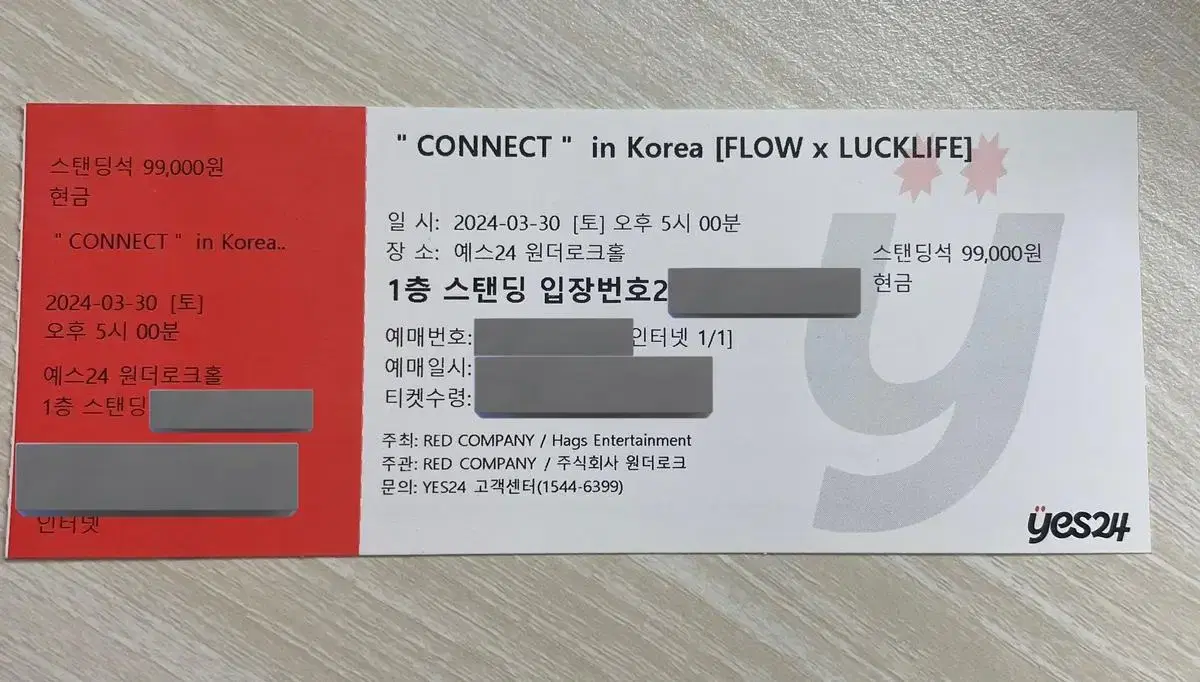 스탠딩석 99,000원
현금
" CONNECT " in Korea..
2024-03-30 [토]
오후 5시 00분
예스24 원더로크홀
1층 스탠딩
인터넷
" CONNECT " in Korea [FLOW x LUCKLIFE]
일 시: 2024-03-30 [토] 오후 5시 00분
장 소: 예스24 원더로크홀
1층 스탠딩 입장번호2
스탠딩석 99,000원
현금
예매번호: 인터넷 1/1]
예매일시:
티켓수령:
주최: RED COMPANY / Hags Entertainment
주관: RED COMPANY / 주식회사 원더로크
문의: YES24 고객센터(1544-6399)
yes24